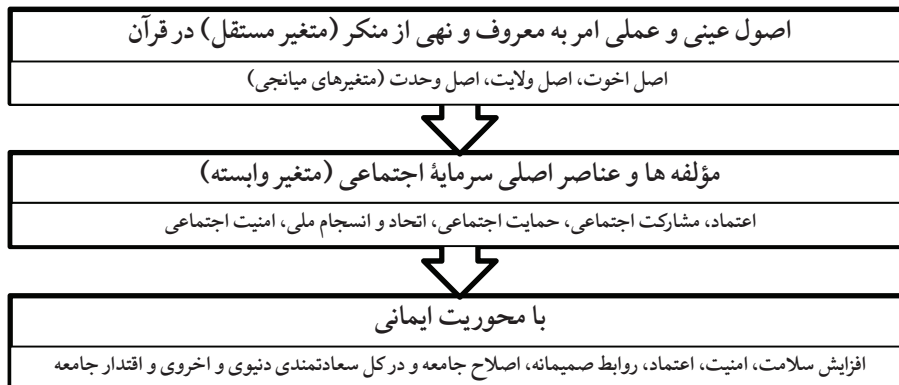 اصول عینی و عملی امر به معروف و نهی از منکر (متغیر مستقل) در قرآن
اصل اخوت، اصل ولایت، اصل وحدت (متغیرهای میانجی)
مؤلفه ها و عناصر اصلی سرمایۀ اجتماعی (متغیر وابسته)
اعتماد، مشارکت اجتماعی، حمایت اجتماعی، اتحاد و انسجام ملی، امنیت اجتماعی
با محوریت ایمانی
افزایش سلامت، امنیت، اعتماد، روابط صمیمانه، اصلاح جامعه و در کل سعادتمندی دنیوی و اخروی و اقتدار جامعه